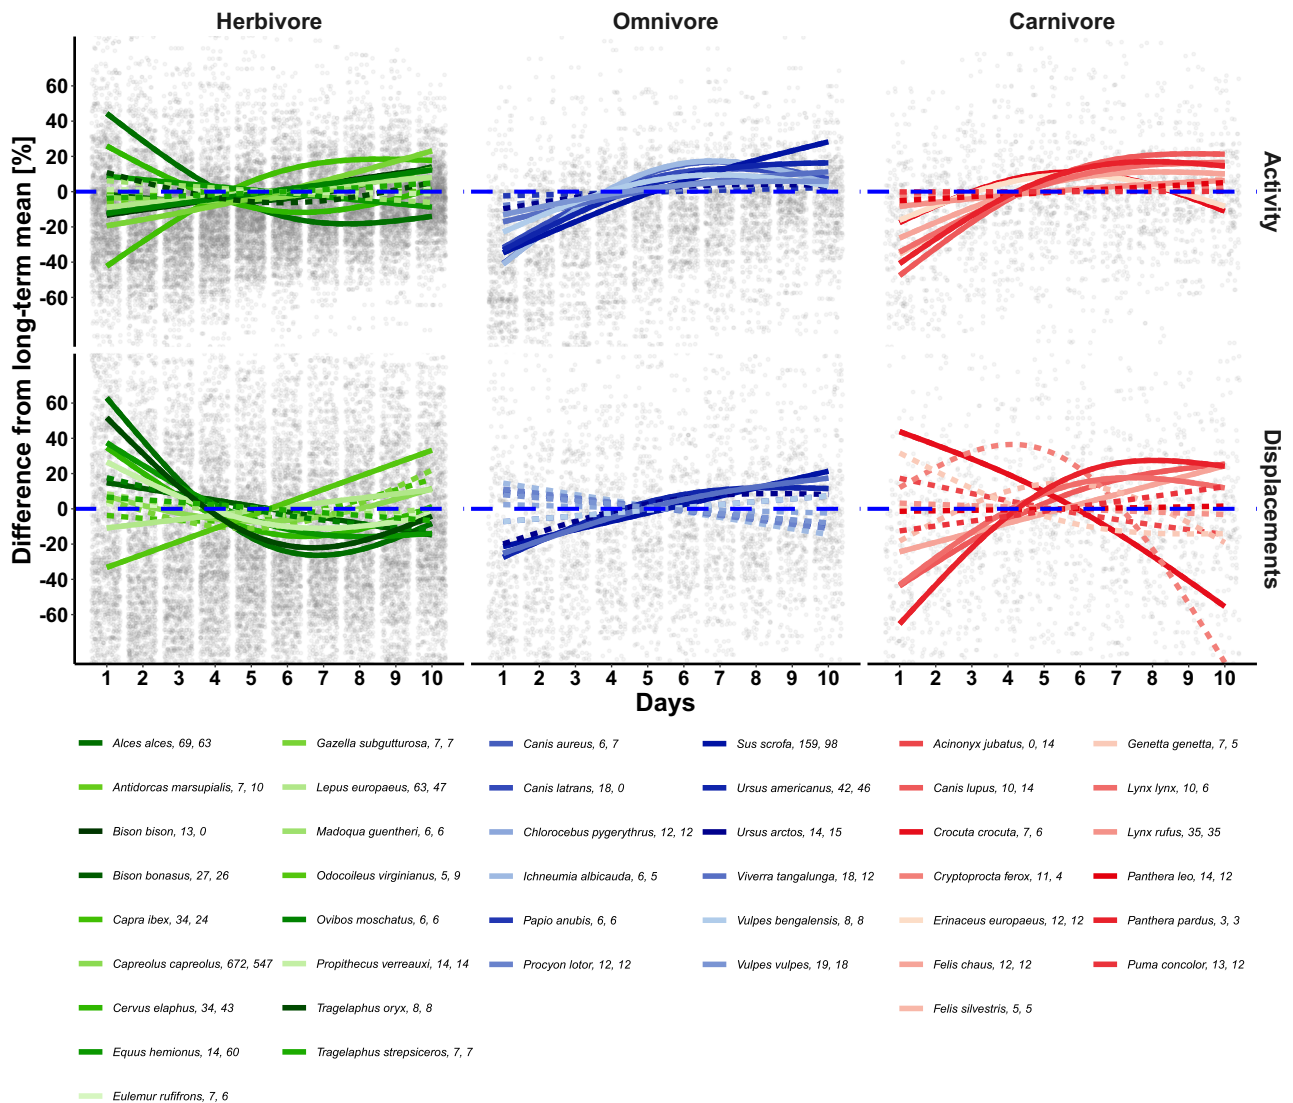 Herbivore Omnivore Carnivore
Difference from long-term mean [%]
60
40
20
0
-20
-40
-60
Activity
60
40
20
0
-20
-40
-60
Displacements
1 2 3 4 5 6 7 8 9 10 1 2 3 4 5 6 7 8 9 10 1 2 3 4 5 6 7 8 9 10
Days
Alces alces, 69, 63 Gazella subgutturosa, 7, 7 Canis aureus, 6, 7 Sus scrofa, 159, 98 Acinonyx jubatus, 0, 14 Genetta genetta, 7, 5
Antidorcas marsupialis, 7, 10 Lepus europaeus, 63, 47 Canis latrans, 18, 0 Ursus americanus, 42, 46 Canis lupus, 10, 14 Lynx lynx, 10, 6
Bison bison, 13, 0 Madoqua guentheri, 6, 6 Chlorocebus pygerythrus, 12, 12 Ursus arctos, 14, 15 Crocuta crocuta, 7, 6 Lynx rufus, 35, 35
Bison bonasus, 27, 26 Odocoileus virginianus, 5, 9 Ichneumia albicauda, 6, 5 Viverra tangalunga, 18, 12 Cryptoprocta ferox, 11, 4 Panthera leo, 14, 12
Capra ibex, 34, 24 Ovibos moschatus, 6, 6 Papio anubis, 6, 6 Vulpes bengalensis, 8, 8 Erinaceus europaeus, 12, 12 Panthera pardus, 3, 3
Capreolus capreolus, 672, 547 Propithecus verreauxi, 14, 14 Procyon lotor, 12, 12 Vulpes vulpes, 19, 18 Felis chaus, 12, 12 Puma concolor, 13, 12
Cervus elaphus, 34, 43 Tragelaphus oryx, 8, 8 Felis silvestris, 5, 5
Equus hemionus, 14, 60 Tragelaphus strepsiceros, 7, 7
Eulemur rufifrons, 7, 6